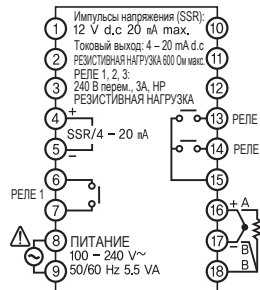 Импульсы напряжения (SSR):
12 V d.c 20 mA max.
Токовый выход: 4 – 20 mA d.c
РЕЗИСТИВНАЯ НАГРУЗКА 600 Ом макс.
РЕЛЕ 1, 2, 3:
240 В перем., 3А, НР
РЕЗИСТИВНАЯ НАГРУЗКА
1
2
3
4
+
SSR/4 – 20 mA
5
–
6
РЕЛЕ 1
7
8
ПИТАНИЕ
100 – 240 V~
9
50/60 Hz 5.5 VA
10
11
12
13 РЕЛЕ
14 РЕЛЕ
15
16 + A
17 – B
18 B